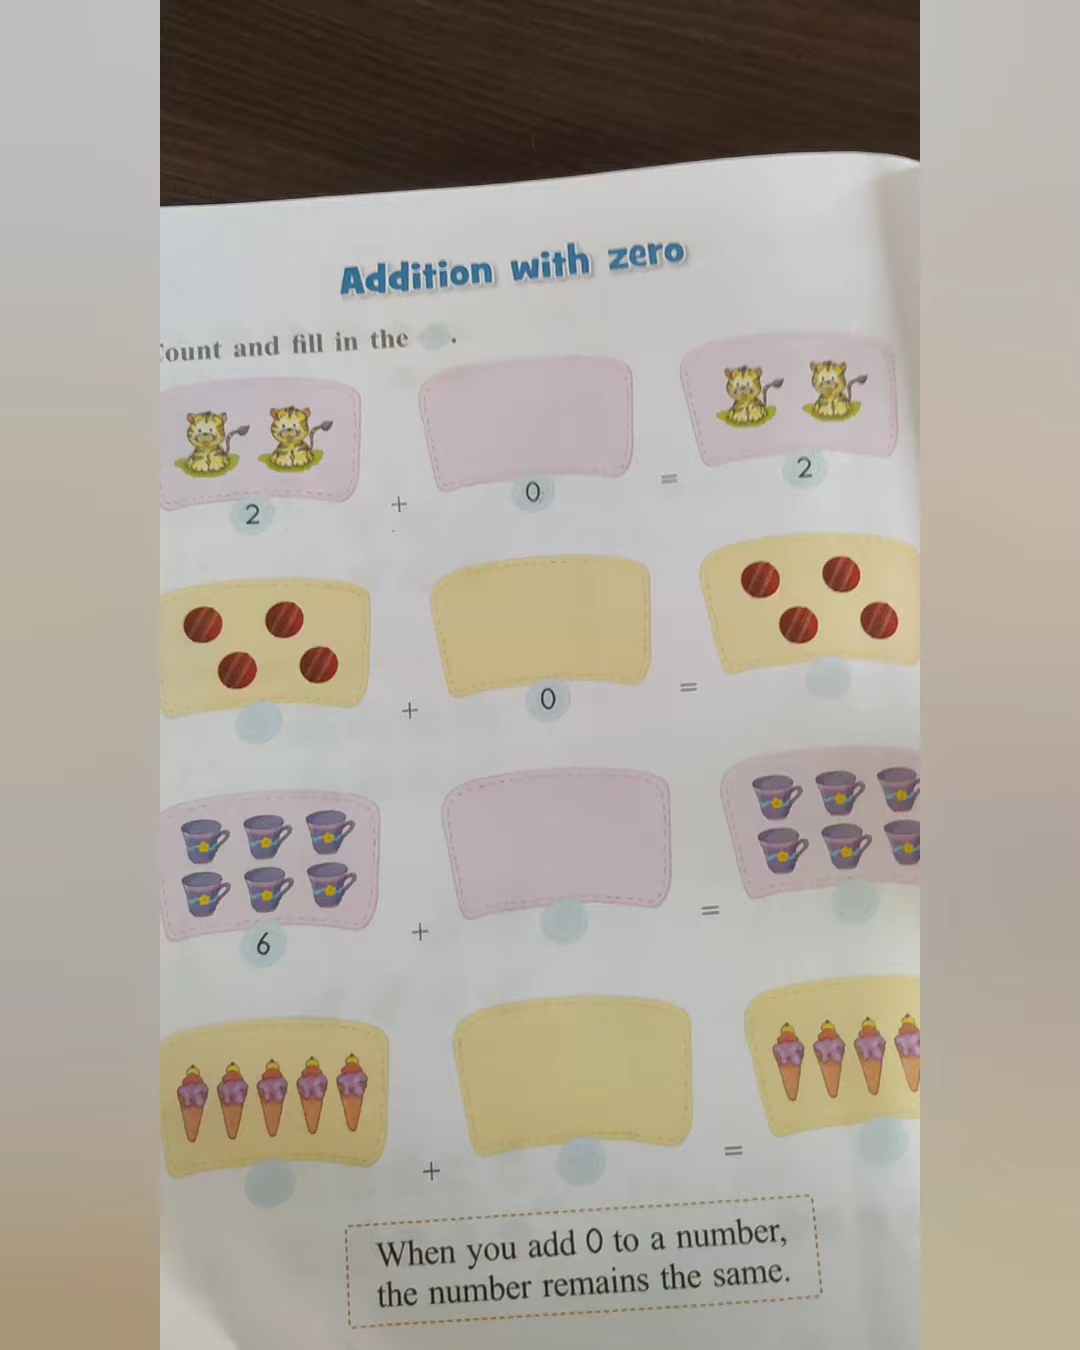 Addition with zero
ount and fill in the .
2 + 0 = 2
+ 0 =
6 + =
+ =
When you add 0 to a number,
the number remains the same.